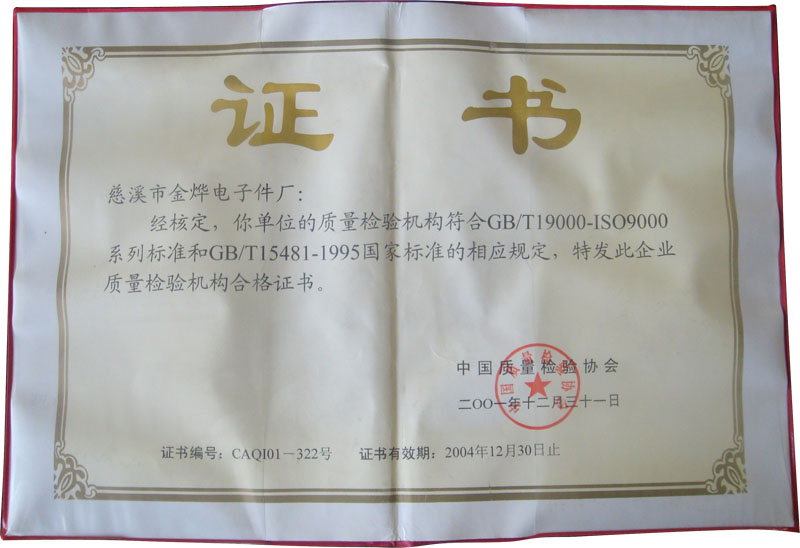 证 书
慈溪市金烨电子件厂：
经核定，你单位的质量检验机构符合GB/T19000-ISO9000
系列标准和GB/T15481-1995国家标准的相应规定，特发此企业
质量检验机构合格证书。
中国质量检验协会
二〇〇一年十二月三十一日
证书编号：CAQI01－322号 证书有效期：2004年12月30日止